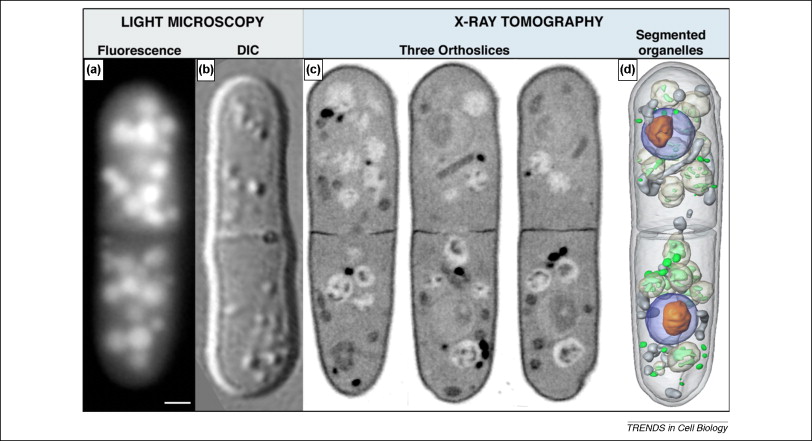 LIGHT MICROSCOPY
X-RAY TOMOGRAPHY
Fluorescence
DIC
Three Orthoslices
Segmented
organelles
(a)
(b)
(c)
(d)
TRENDS in Cell Biology